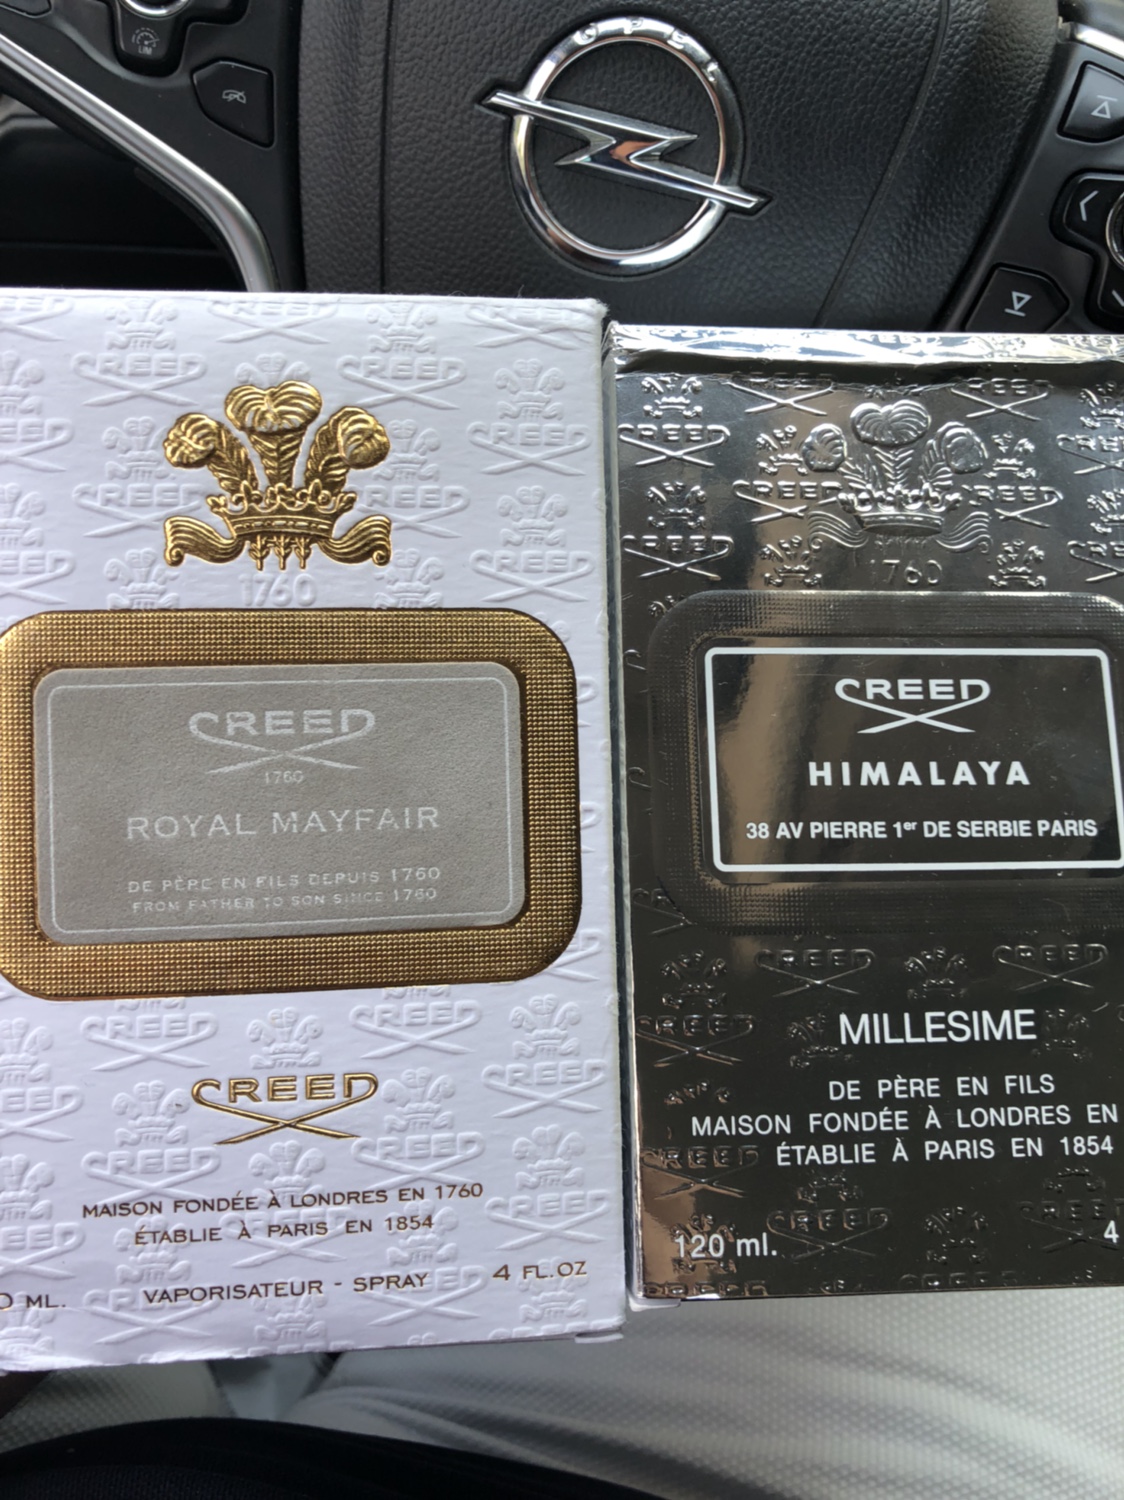 LIM
OPEL
1760
CREED
1760
ROYAL MAYFAIR
DE PÈRE EN FILS DEPUIS 1760
FROM FATHER TO SON SINCE 1760
CREED
MAISON FONDÉE À LONDRES EN 1760
ÉTABLIE À PARIS EN 1854
ML. VAPORISATEUR - SPRAY 4 FL.OZ
1760
CREED
HIMALAYA
38 AV PIERRE 1er DE SERBIE PARIS
MILLESIME
DE PÈRE EN FILS
MAISON FONDÉE À LONDRES EN
ÉTABLIE À PARIS EN 1854
120 ml. 4